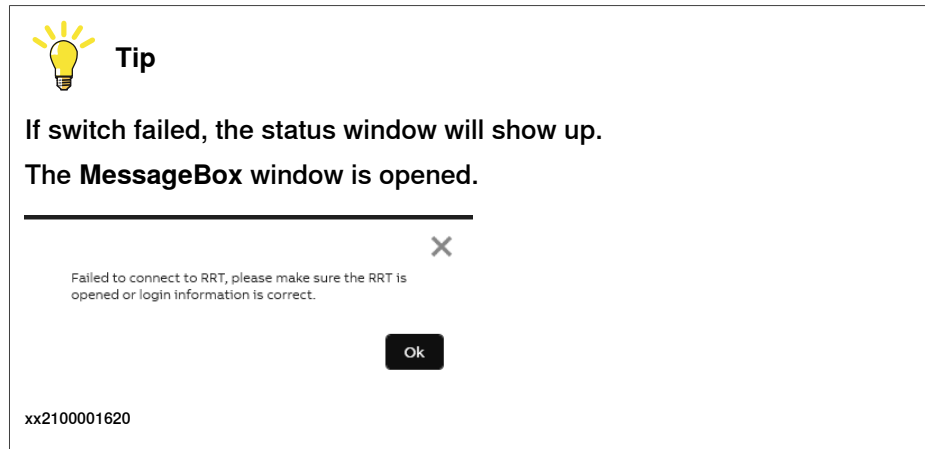 Tip
If switch failed, the status window will show up.
The MessageBox window is opened.
Failed to connect to RRT, please make sure the RRT is
opened or login information is correct.
Ok
xx2100001620